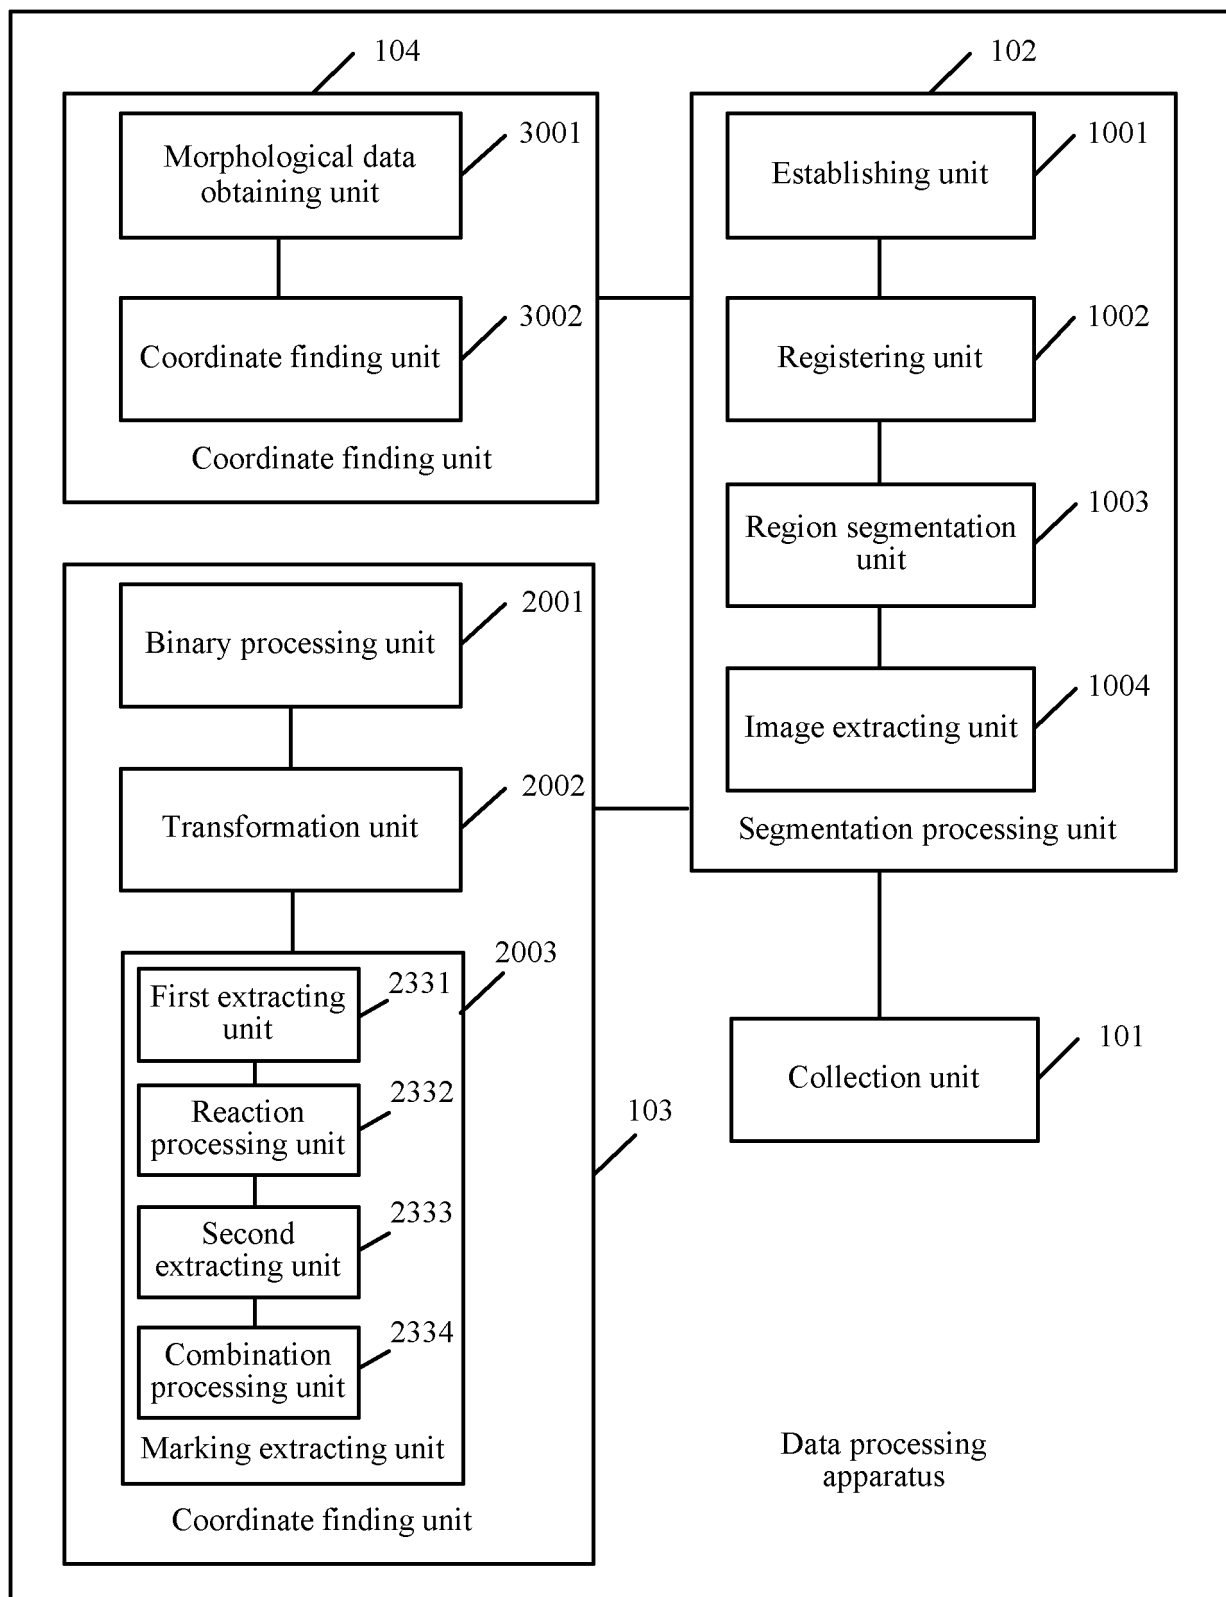 104
3001
Morphological data
obtaining unit
3002
Coordinate finding unit
Coordinate finding unit
102
1001
Establishing unit
1002
Registering unit
1003
Region segmentation
unit
1004
Image extracting unit
Segmentation processing unit
2001
Binary processing unit
2002
Transformation unit
2003
2331
First extracting
unit
2332
Reaction
processing unit
2333
Second
extracting unit
2334
Combination
processing unit
Marking extracting unit
103
Coordinate finding unit
101
Collection unit
Data processing
apparatus